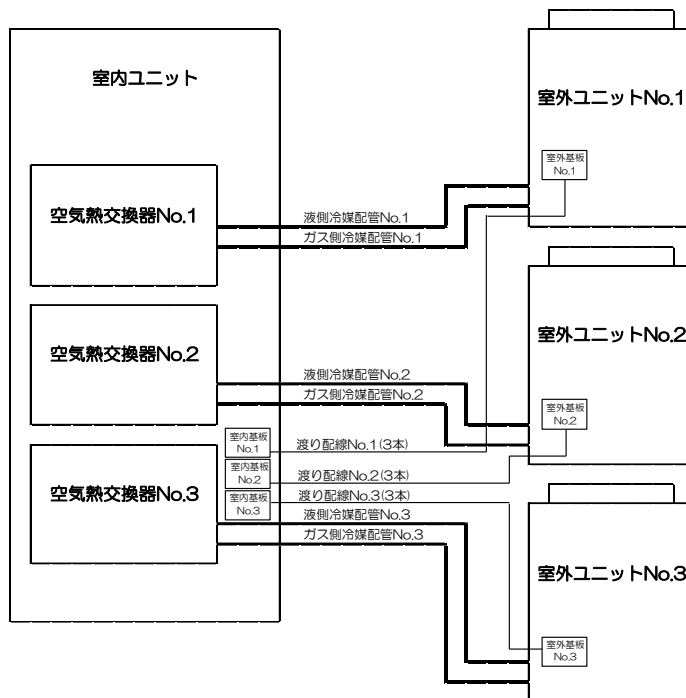 室内ユニット
空気熱交換器No.1
空気熱交換器No.2
空気熱交換器No.3
室内基板
No.1
室内基板
No.2
室内基板
No.3
液側冷媒配管No.1
ガス側冷媒配管No.1
液側冷媒配管No.2
ガス側冷媒配管No.2
渡り配線No.1(3本)
渡り配線No.2(3本)
渡り配線No.3(3本)
液側冷媒配管No.3
ガス側冷媒配管No.3
室外ユニットNo.1
室外基板
No.1
室外ユニットNo.2
室外基板
No.2
室外ユニットNo.3
室外基板
No.3